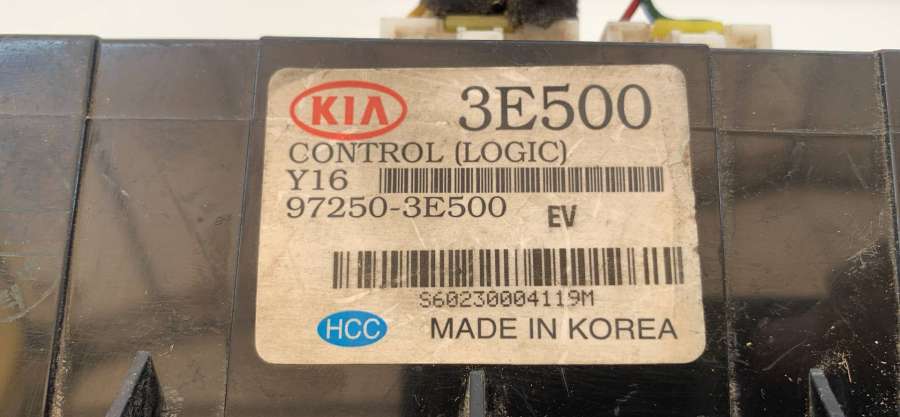 KIA 3E500
CONTROL (LOGIC)
Y16
97250-3E500 EV
S60230004119M
HCC MADE IN KOREA